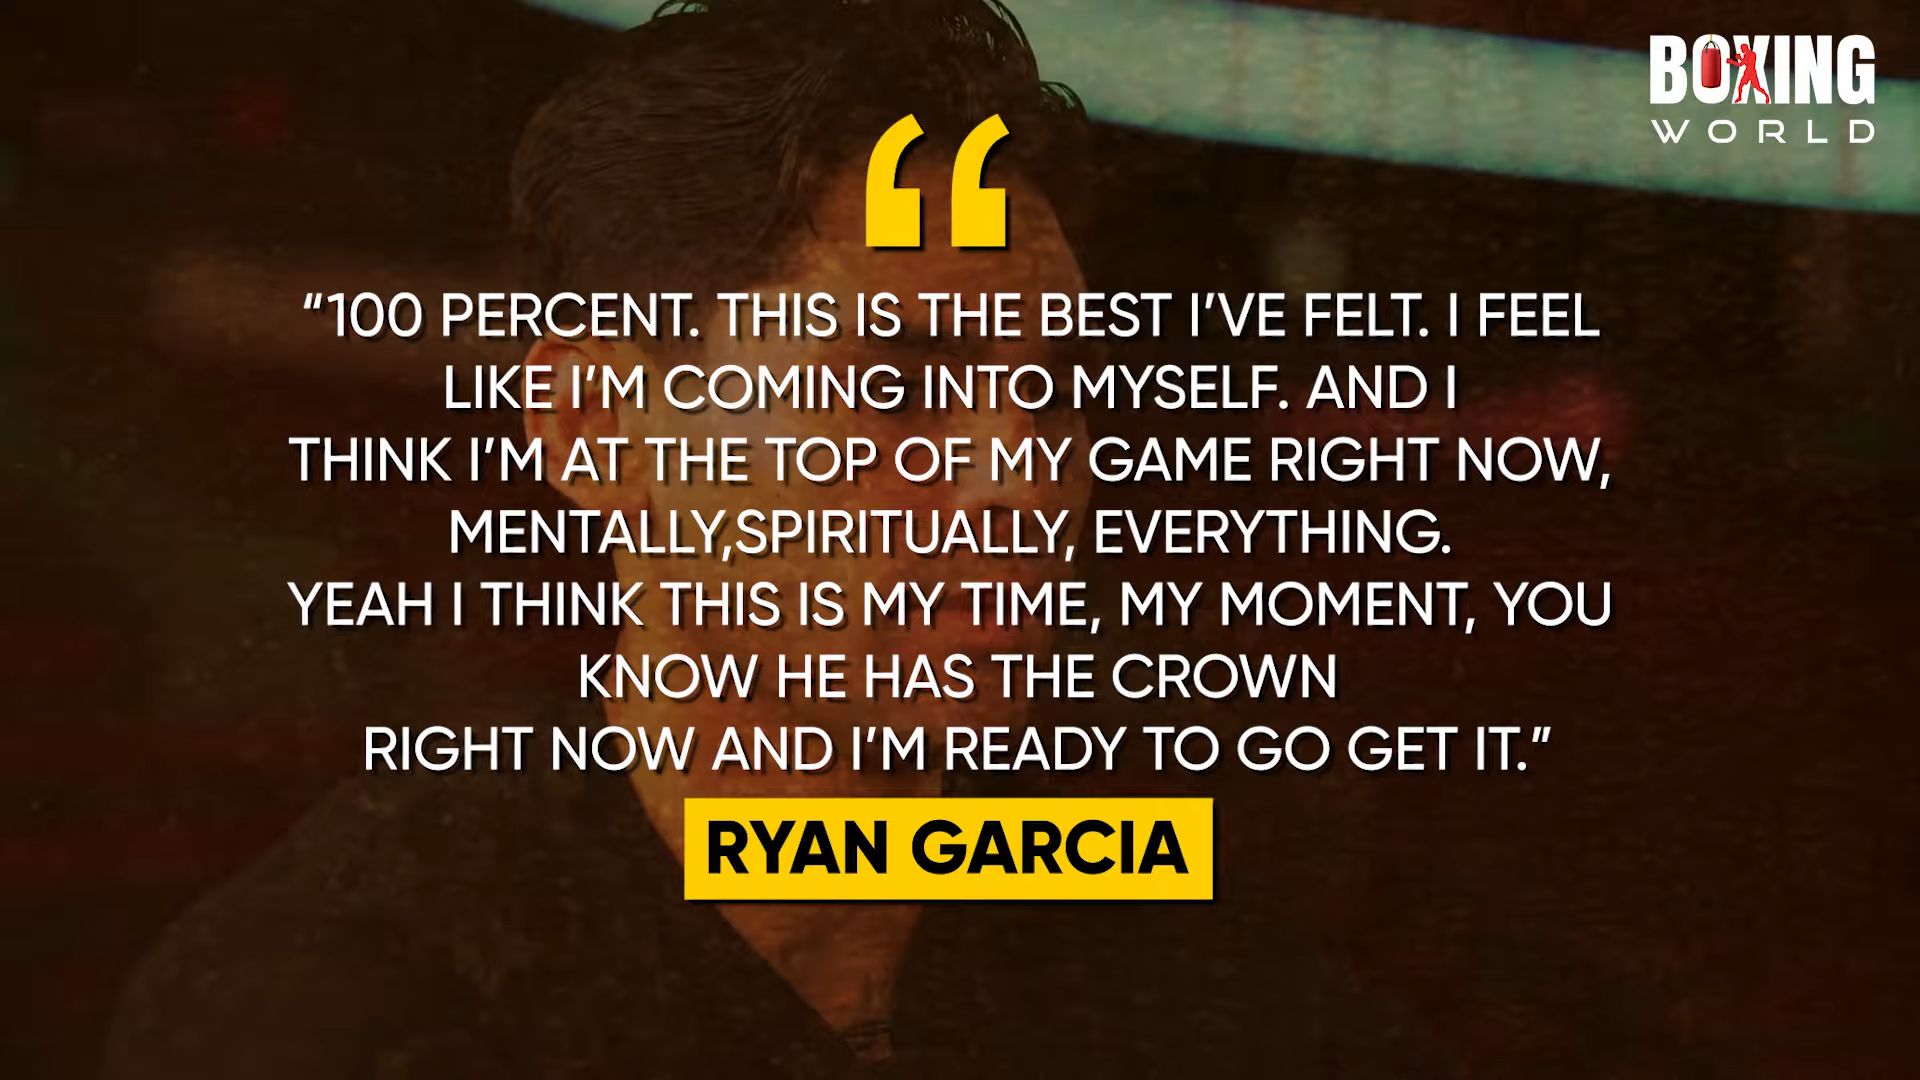 BOXING
WORLD
“
“100 PERCENT. THIS IS THE BEST I’VE FELT. I FEEL
LIKE I’M COMING INTO MYSELF. AND I
THINK I’M AT THE TOP OF MY GAME RIGHT NOW,
MENTALLY,SPIRITUALLY, EVERYTHING.
YEAH I THINK THIS IS MY TIME, MY MOMENT, YOU
KNOW HE HAS THE CROWN
RIGHT NOW AND I’M READY TO GO GET IT.”
RYAN GARCIA